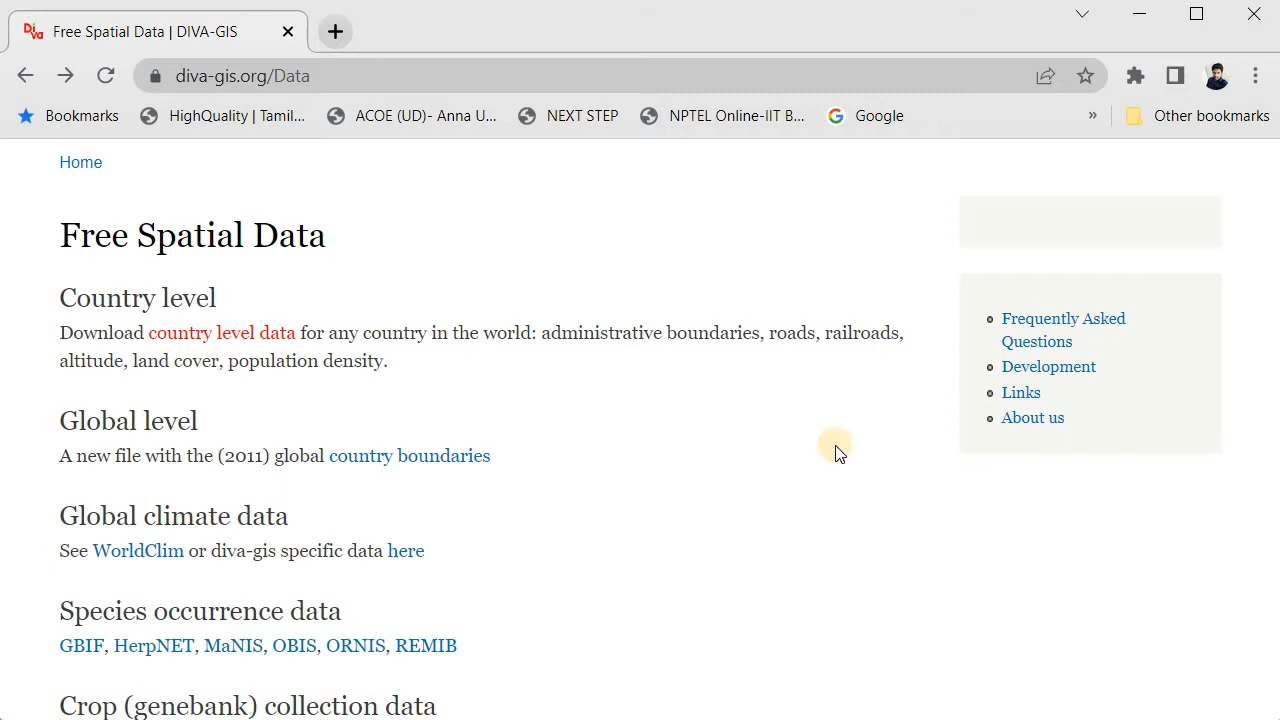 Diva
Free Spatial Data | DIVA-GIS
diva-gis.org/Data
Bookmarks HighQuality | Tamil... ACOE (UD)- Anna U... NEXT STEP NPTEL Online-IIT B... G Google » Other bookmarks
Home
Free Spatial Data
Country level
Download country level data for any country in the world: administrative boundaries, roads, railroads,
altitude, land cover, population density.
Global level
A new file with the (2011) global country boundaries
Global climate data
See WorldClim or diva-gis specific data here
Species occurrence data
GBIF, HerpNET, MaNIS, OBIS, ORNIS, REMIB
Crop (genebank) collection data
Frequently Asked
Questions
Development
Links
About us